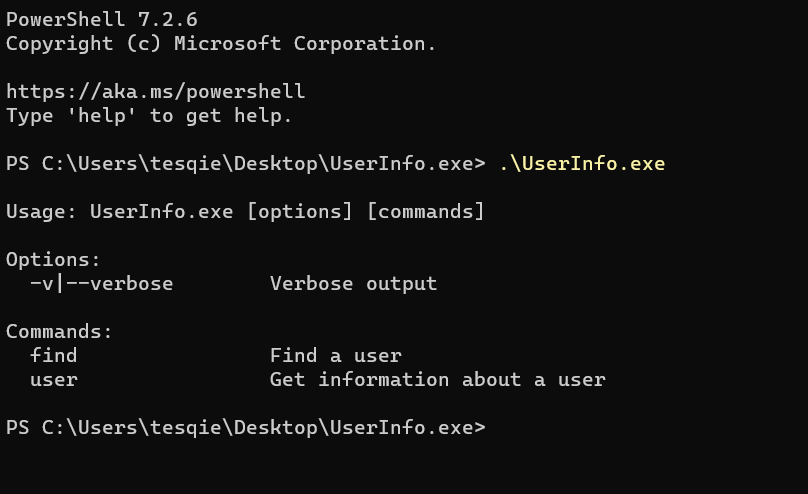 PowerShell 7.2.6
Copyright (c) Microsoft Corporation.
https://aka.ms/powershell
Type 'help' to get help.
PS C:\Users\tesqie\Desktop\UserInfo.exe> .\UserInfo.exe
Usage: UserInfo.exe [options] [commands]
Options:
  -v|--verbose        Verbose output
Commands:
  find                Find a user
  user                Get information about a user
PS C:\Users\tesqie\Desktop\UserInfo.exe>